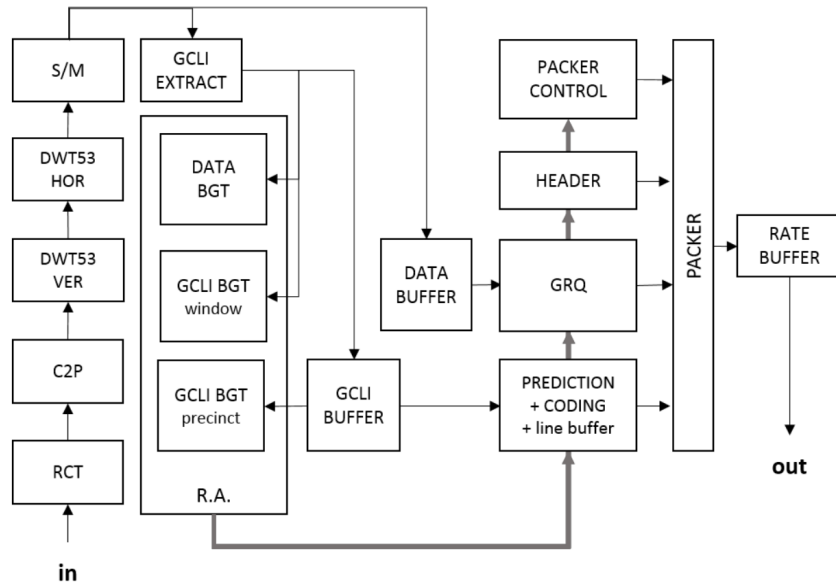 S/M
DWT53
HOR
DWT53
VER
C2P
RCT
in
GCLI
EXTRACT
DATA
BGT
GCLI BGT
window
GCLI BGT
precinct
R.A.
GCLI
BUFFER
DATA
BUFFER
PACKER
CONTROL
HEADER
GRQ
PREDICTION
+ CODING
+ line buffer
PACKER
RATE
BUFFER
out